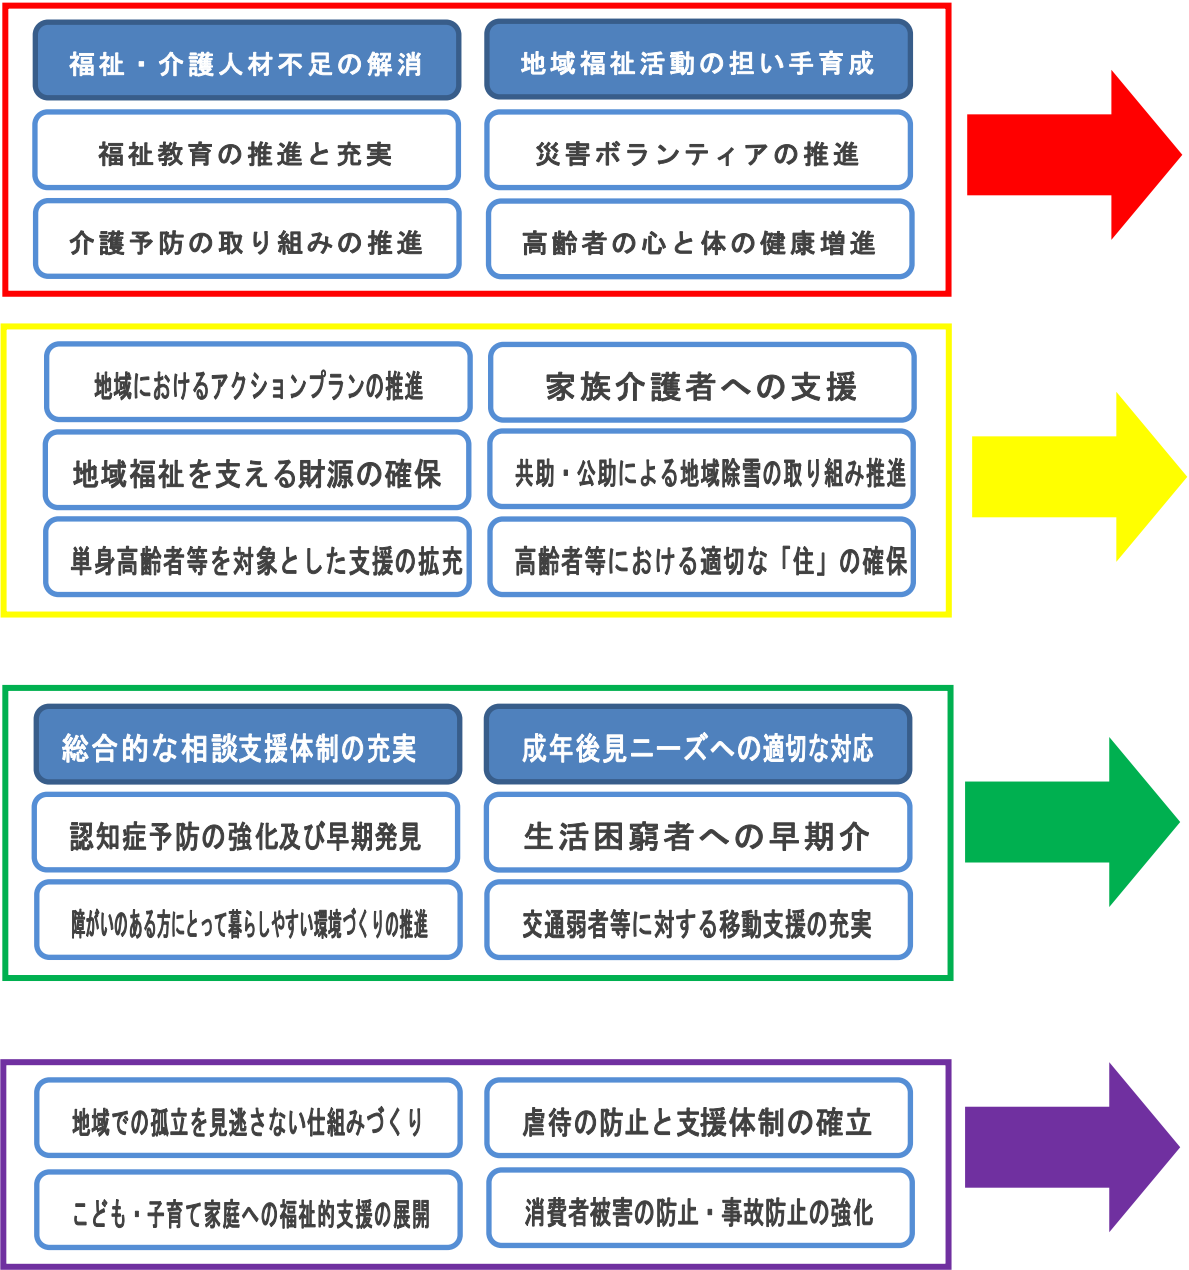 福祉・介護人材不足の解消
地域福祉活動の担い手育成
福祉教育の推進と充実
災害ボランティアの推進
介護予防の取り組みの推進
高齢者の心と体の健康増進
地域におけるアクションプランの推進
家族介護者への支援
地域福祉を支える財源の確保
共助・公助による地域除雪の取り組み推進
単身高齢者等を対象とした支援の拡充
高齢者等における適切な「住」の確保
総合的な相談支援体制の充実
成年後見ニーズへの適切な対応
認知症予防の強化及び早期発見
生活困窮者への早期介
障がいのある方にとって暮らしやすい環境づくりの推進
交通弱者等に対する移動支援の充実
地域での孤立を見逃さない仕組みづくり
虐待の防止と支援体制の確立
こども・子育て家庭への福祉的支援の展開
消費者被害の防止・事故防止の強化